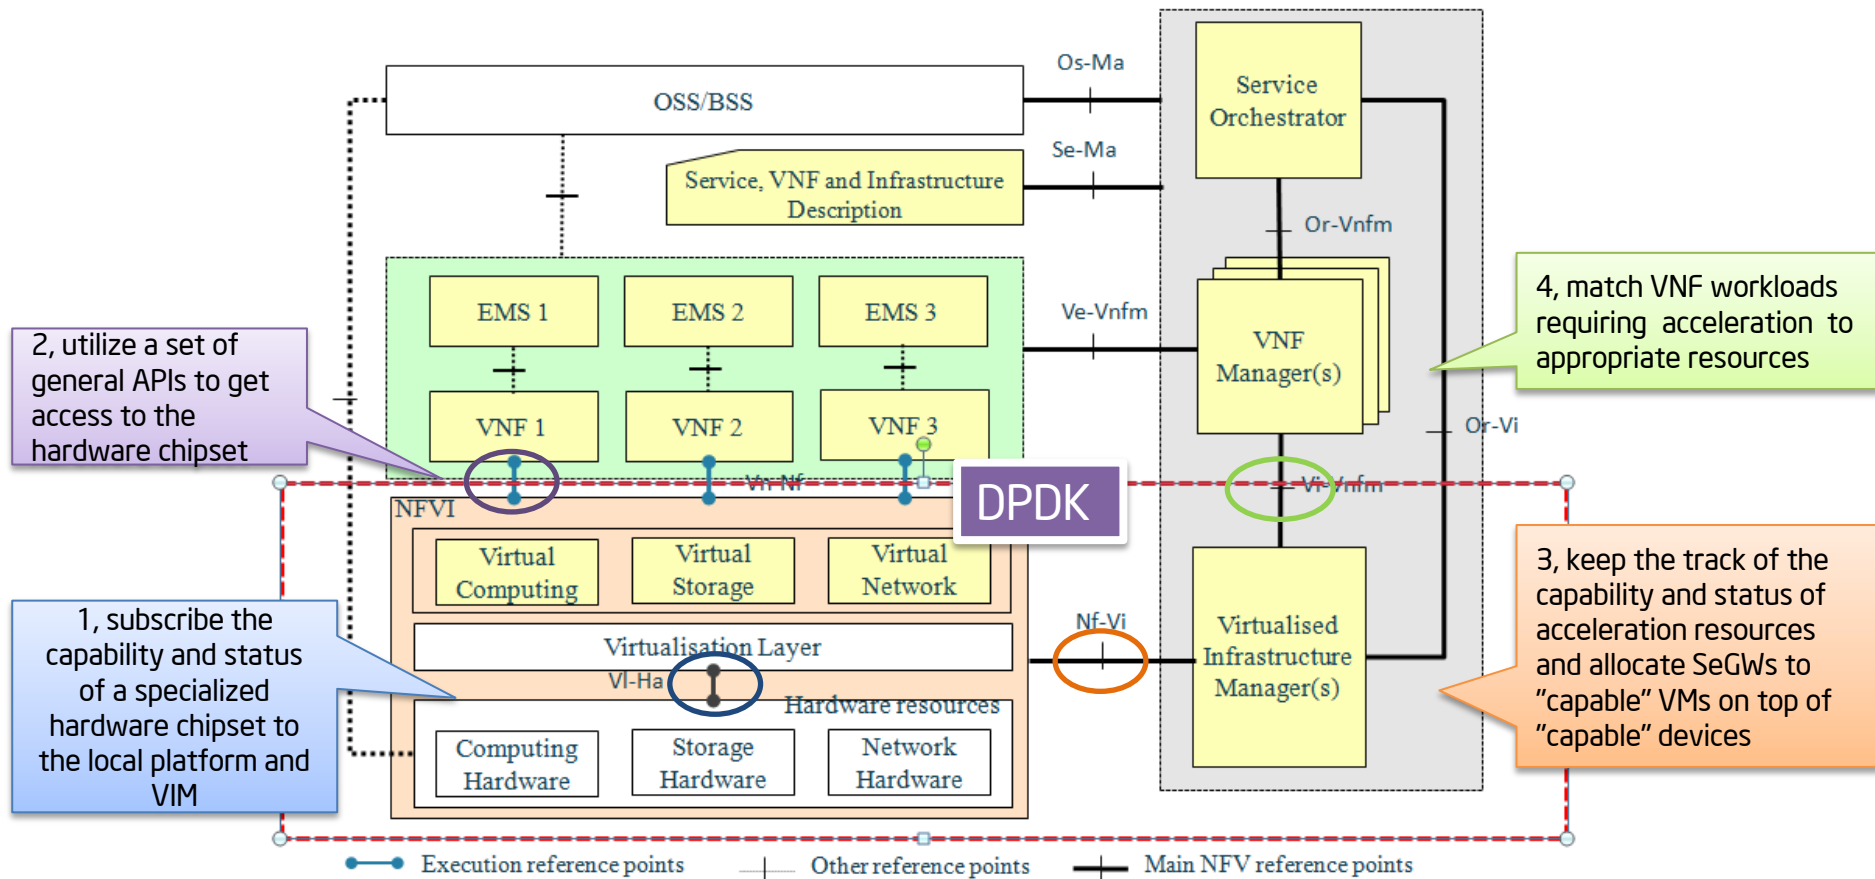 Os-Ma
OSS/BSS
Service
Orchestrator
Se-Ma
Service, VNF and Infrastructure
Description
Or-Vnfm
EMS 1
EMS 2
EMS 3
Ve-Vnfm
VNF
Manager(s)
4, match VNF workloads
requiring acceleration to
appropriate resources
2, utilize a set of
general APIs to get
access to the
hardware chipset
VNF 1
VNF 2
VNF 3
Or-Vi
Vn-Nf
Vi-Vnfm
NFVI
DPDK
Virtual
Computing
Virtual
Storage
Virtual
Network
3, keep the track of the
capability and status of
acceleration resources
and allocate SeGWs to
"capable" VMs on top of
"capable" devices
1, subscribe the
capability and status
of a specialized
hardware chipset to
the local platform and
VIM
Virtualisation Layer
Nf-Vi
Virtualised
Infrastructure
Manager(s)
Vl-Ha
Hardware resources
Computing
Hardware
Storage
Hardware
Network
Hardware
Execution reference points
Other reference points
Main NFV reference points